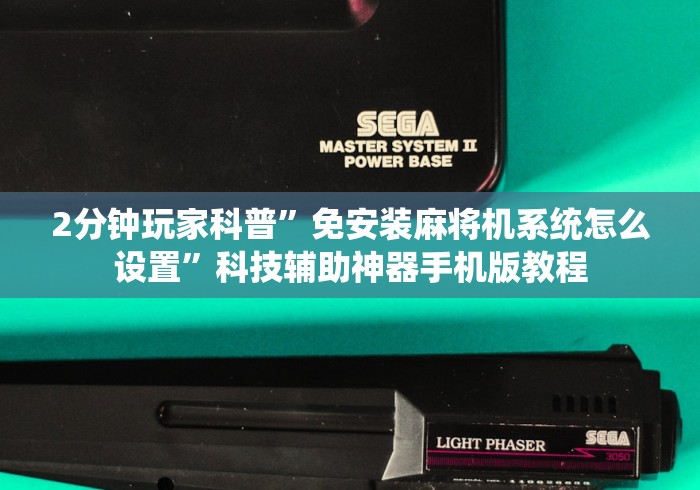 SEGA
MASTER SYSTEM II
POWER BASE
2分钟玩家科普”免安装麻将机系统怎么
设置”科技辅助神器手机版教程
LIGHT PHASER
SEGA
3050